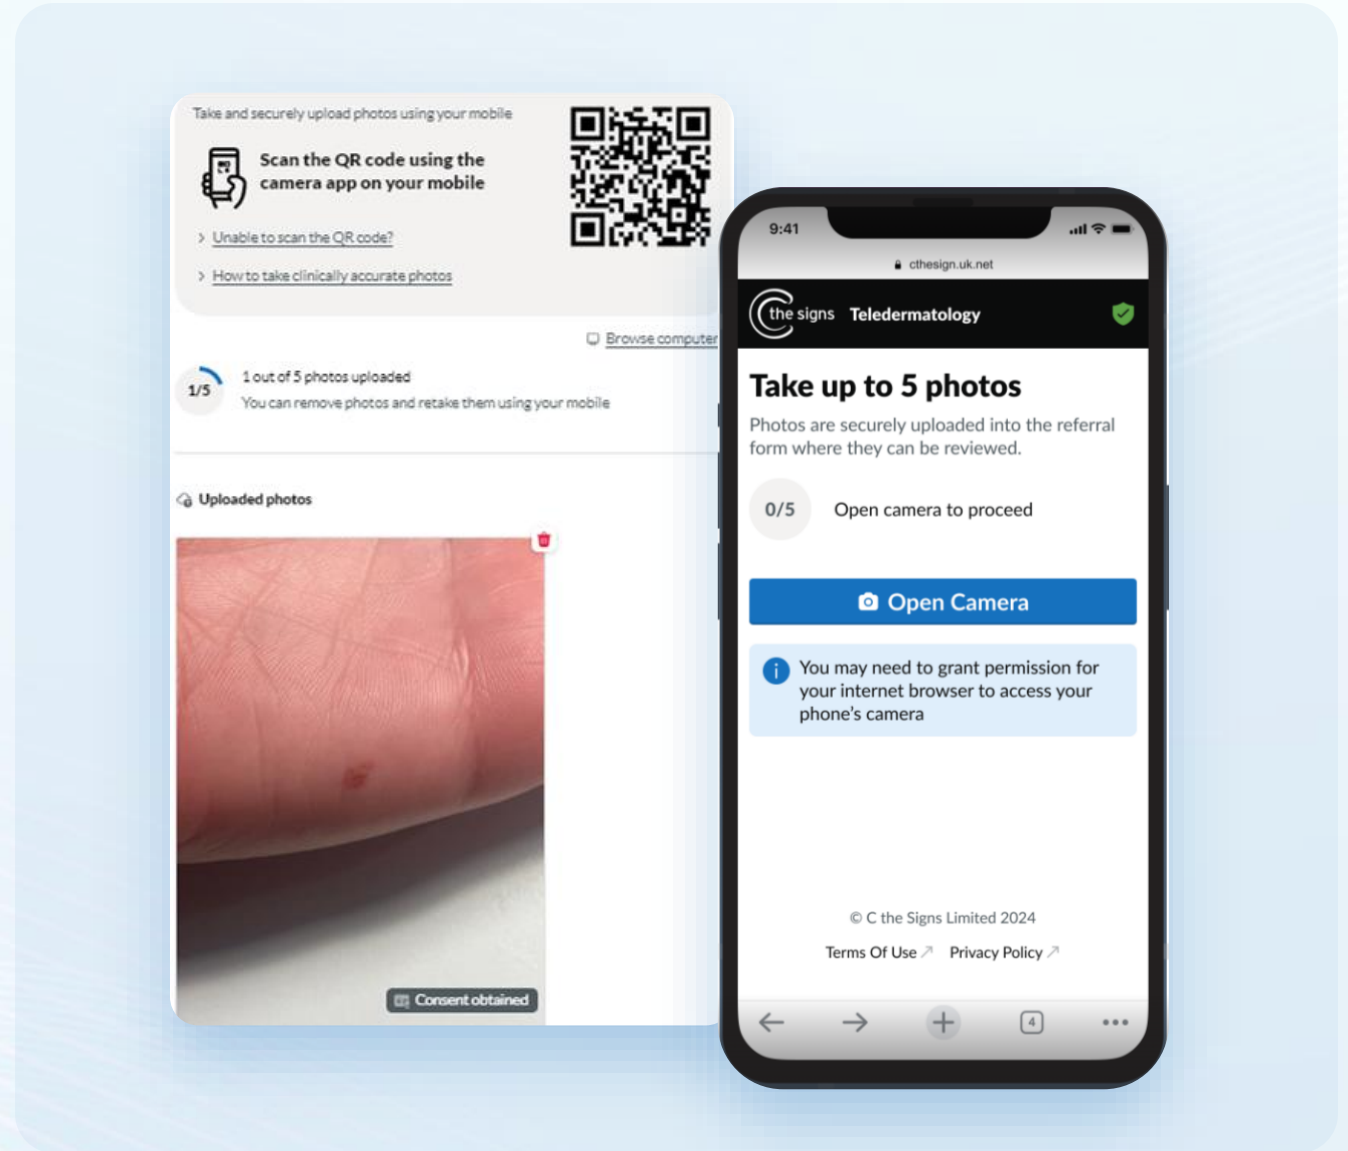 Take and securely upload photos using your mobile
Scan the QR code using the
camera app on your mobile
Unable to scan the QR code?
How to take clinically accurate photos
Browse computer
1/5
1 out of 5 photos uploaded
You can remove photos and retake them using your mobile
Uploaded photos
Consent obtained
9:41
cthesign.uk.net
C the signs Teledermatology
Take up to 5 photos
Photos are securely uploaded into the referral
form where they can be reviewed.
0/5
Open camera to proceed
Open Camera
i
You may need to grant permission for
your internet browser to access your
phone's camera
© C the Signs Limited 2024
Terms Of Use Privacy Policy
4